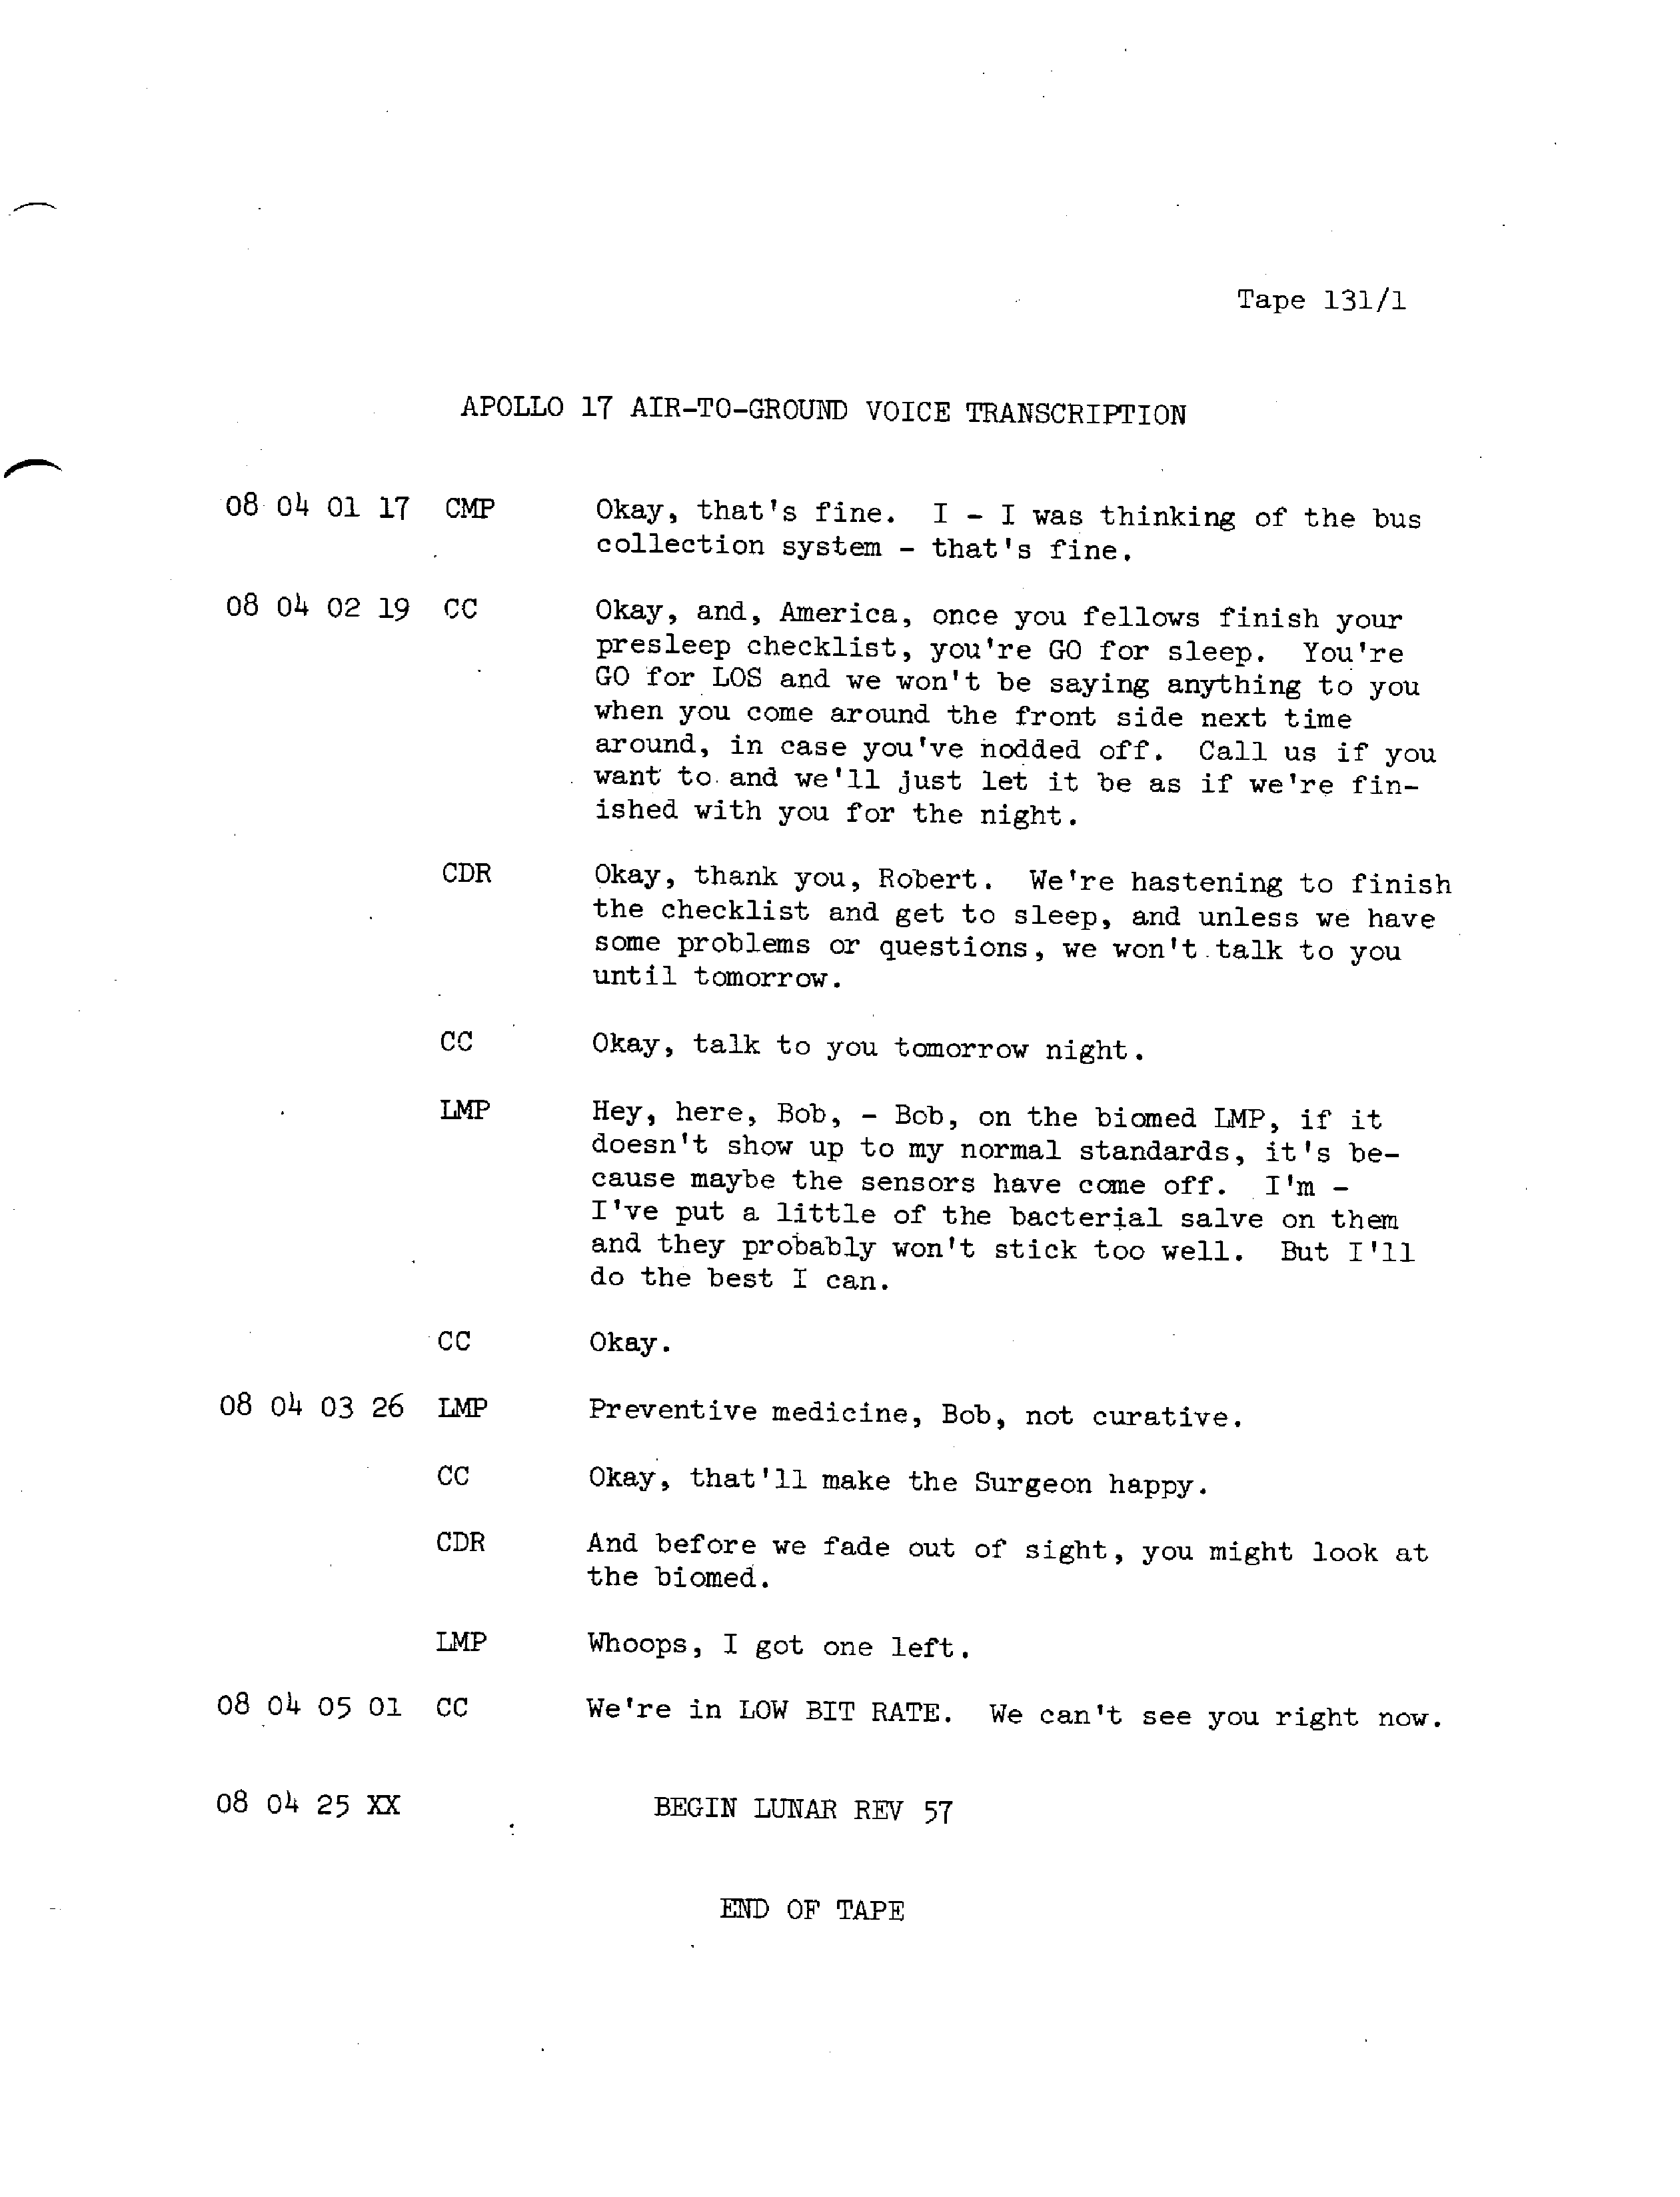 Tape 131/1
APOLLO 17 AIR-TO-GROUND VOICE TRANSCRIPTION
08 04 01 17 CMP Okay, that's fine. I - I was thinking of the bus
collection system - that's fine.
08 04 02 19 CC Okay, and, America, once you fellows finish your
presleep checklist, you're GO for sleep. You're
GO for LOS and we won't be saying anything to you
when you come around the front side next time
around, in case you've nodded off. Call us if you
want to and we'll just let it be as if we're fin-
ished with you for the night.
CDR Okay, thank you, Robert. We're hastening to finish
the checklist and get to sleep, and unless we have
some problems or questions, we won't talk to you
until tomorrow.
CC Okay, talk to you tomorrow night.
LMP Hey, here, Bob, - Bob, on the biomed LMP, if it
doesn't show up to my normal standards, it's be-
cause maybe the sensors have come off. I'm -
I've put a little of the bacterial salve on them
and they probably won't stick too well. But I'll
do the best I can.
CC Okay.
08 04 03 26 LMP Preventive medicine, Bob, not curative.
CC Okay, that'll make the Surgeon happy.
CDR And before we fade out of sight, you might look at
the biomed.
LMP Whoops, I got one left.
08 04 05 01 CC We're in LOW BIT RATE. We can't see you right now.
08 04 25 XX BEGIN LUNAR REV 57
END OF TAPE